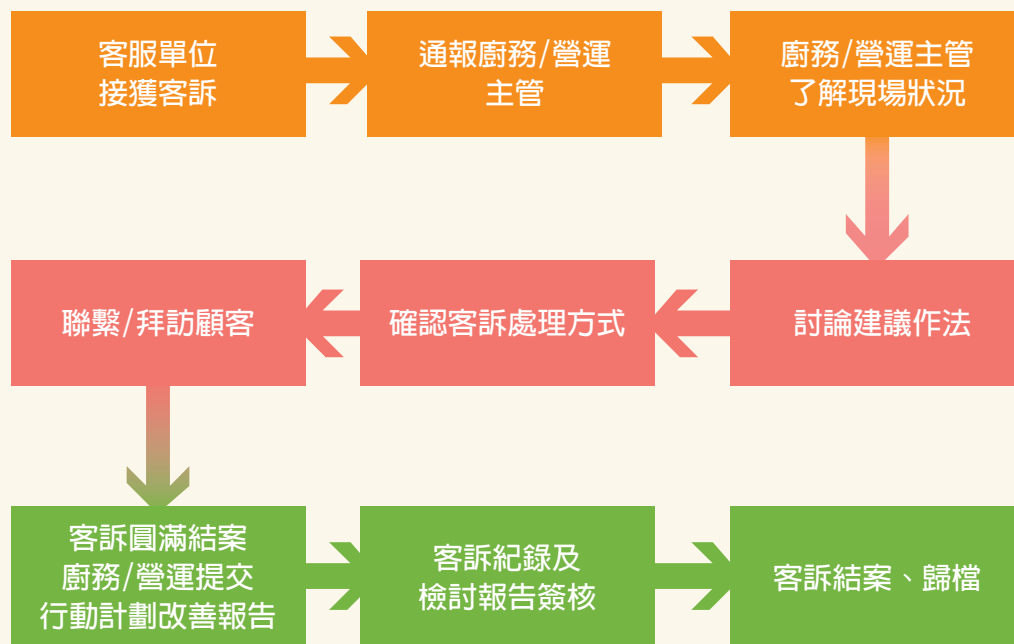 客服單位
接獲客訴
通報廚務/營運
主管
廚務/營運主管
了解現場狀況
討論建議作法
確認客訴處理方式
聯繫/拜訪顧客
客訴圓滿結案
廚務/營運提交
行動計劃改善報告
客訴紀錄及
檢討報告簽核
客訴結案、歸檔